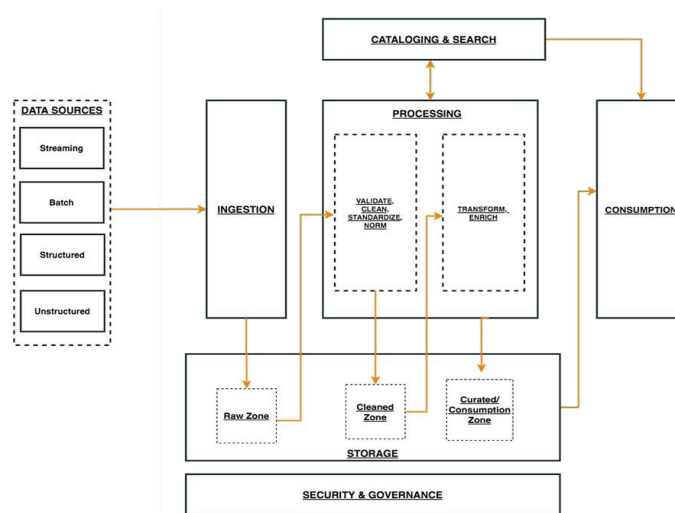 CATALOGING & SEARCH
DATA SOURCES
Streaming
Batch
Structured
Unstructured
INGESTION
PROCESSING
VALIDATE,
CLEAN,
STANDARDIZE,
NORM
TRANSFORM,
ENRICH
CONSUMPTION
Raw Zone
Cleaned
Zone
Curated/
Consumption
Zone
STORAGE
SECURITY & GOVERNANCE